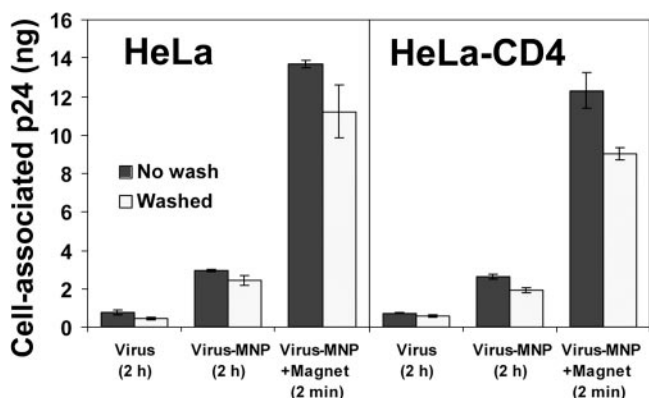 Cell-associated p24 (ng)
16
14
12
10
8
6
4
2
0
HeLa
HeLa-CD4
No wash
Washed
Virus
(2 h)
Virus-MNP
(2 h)
Virus-MNP
+Magnet
(2 min)
Virus
(2 h)
Virus-MNP
(2 h)
Virus-MNP
+Magnet
(2 min)